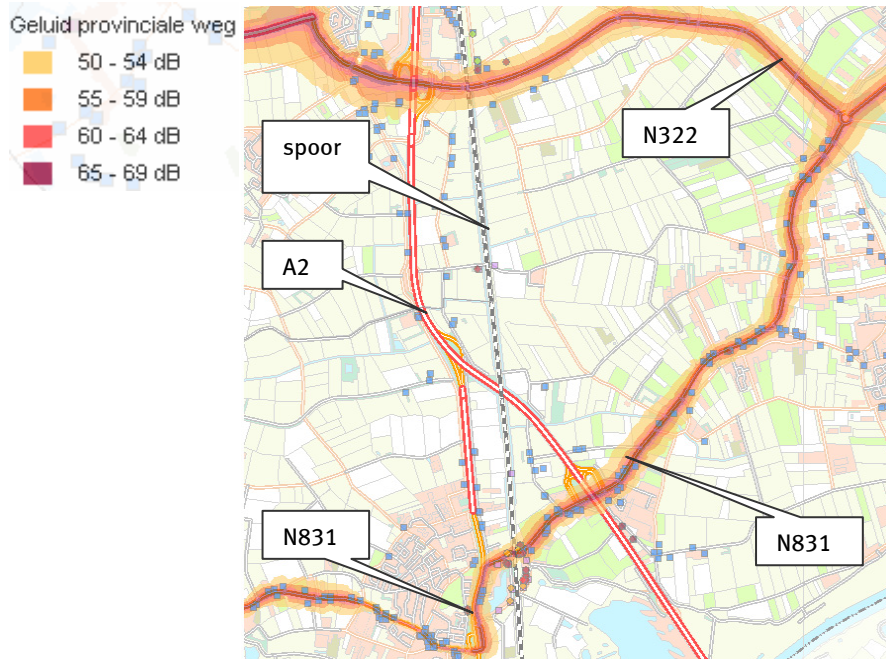 Geluid provinciale weg
50 - 54 dB
55 - 59 dB
60 - 64 dB
65 - 69 dB
spoor
N322
A2
N831
N831